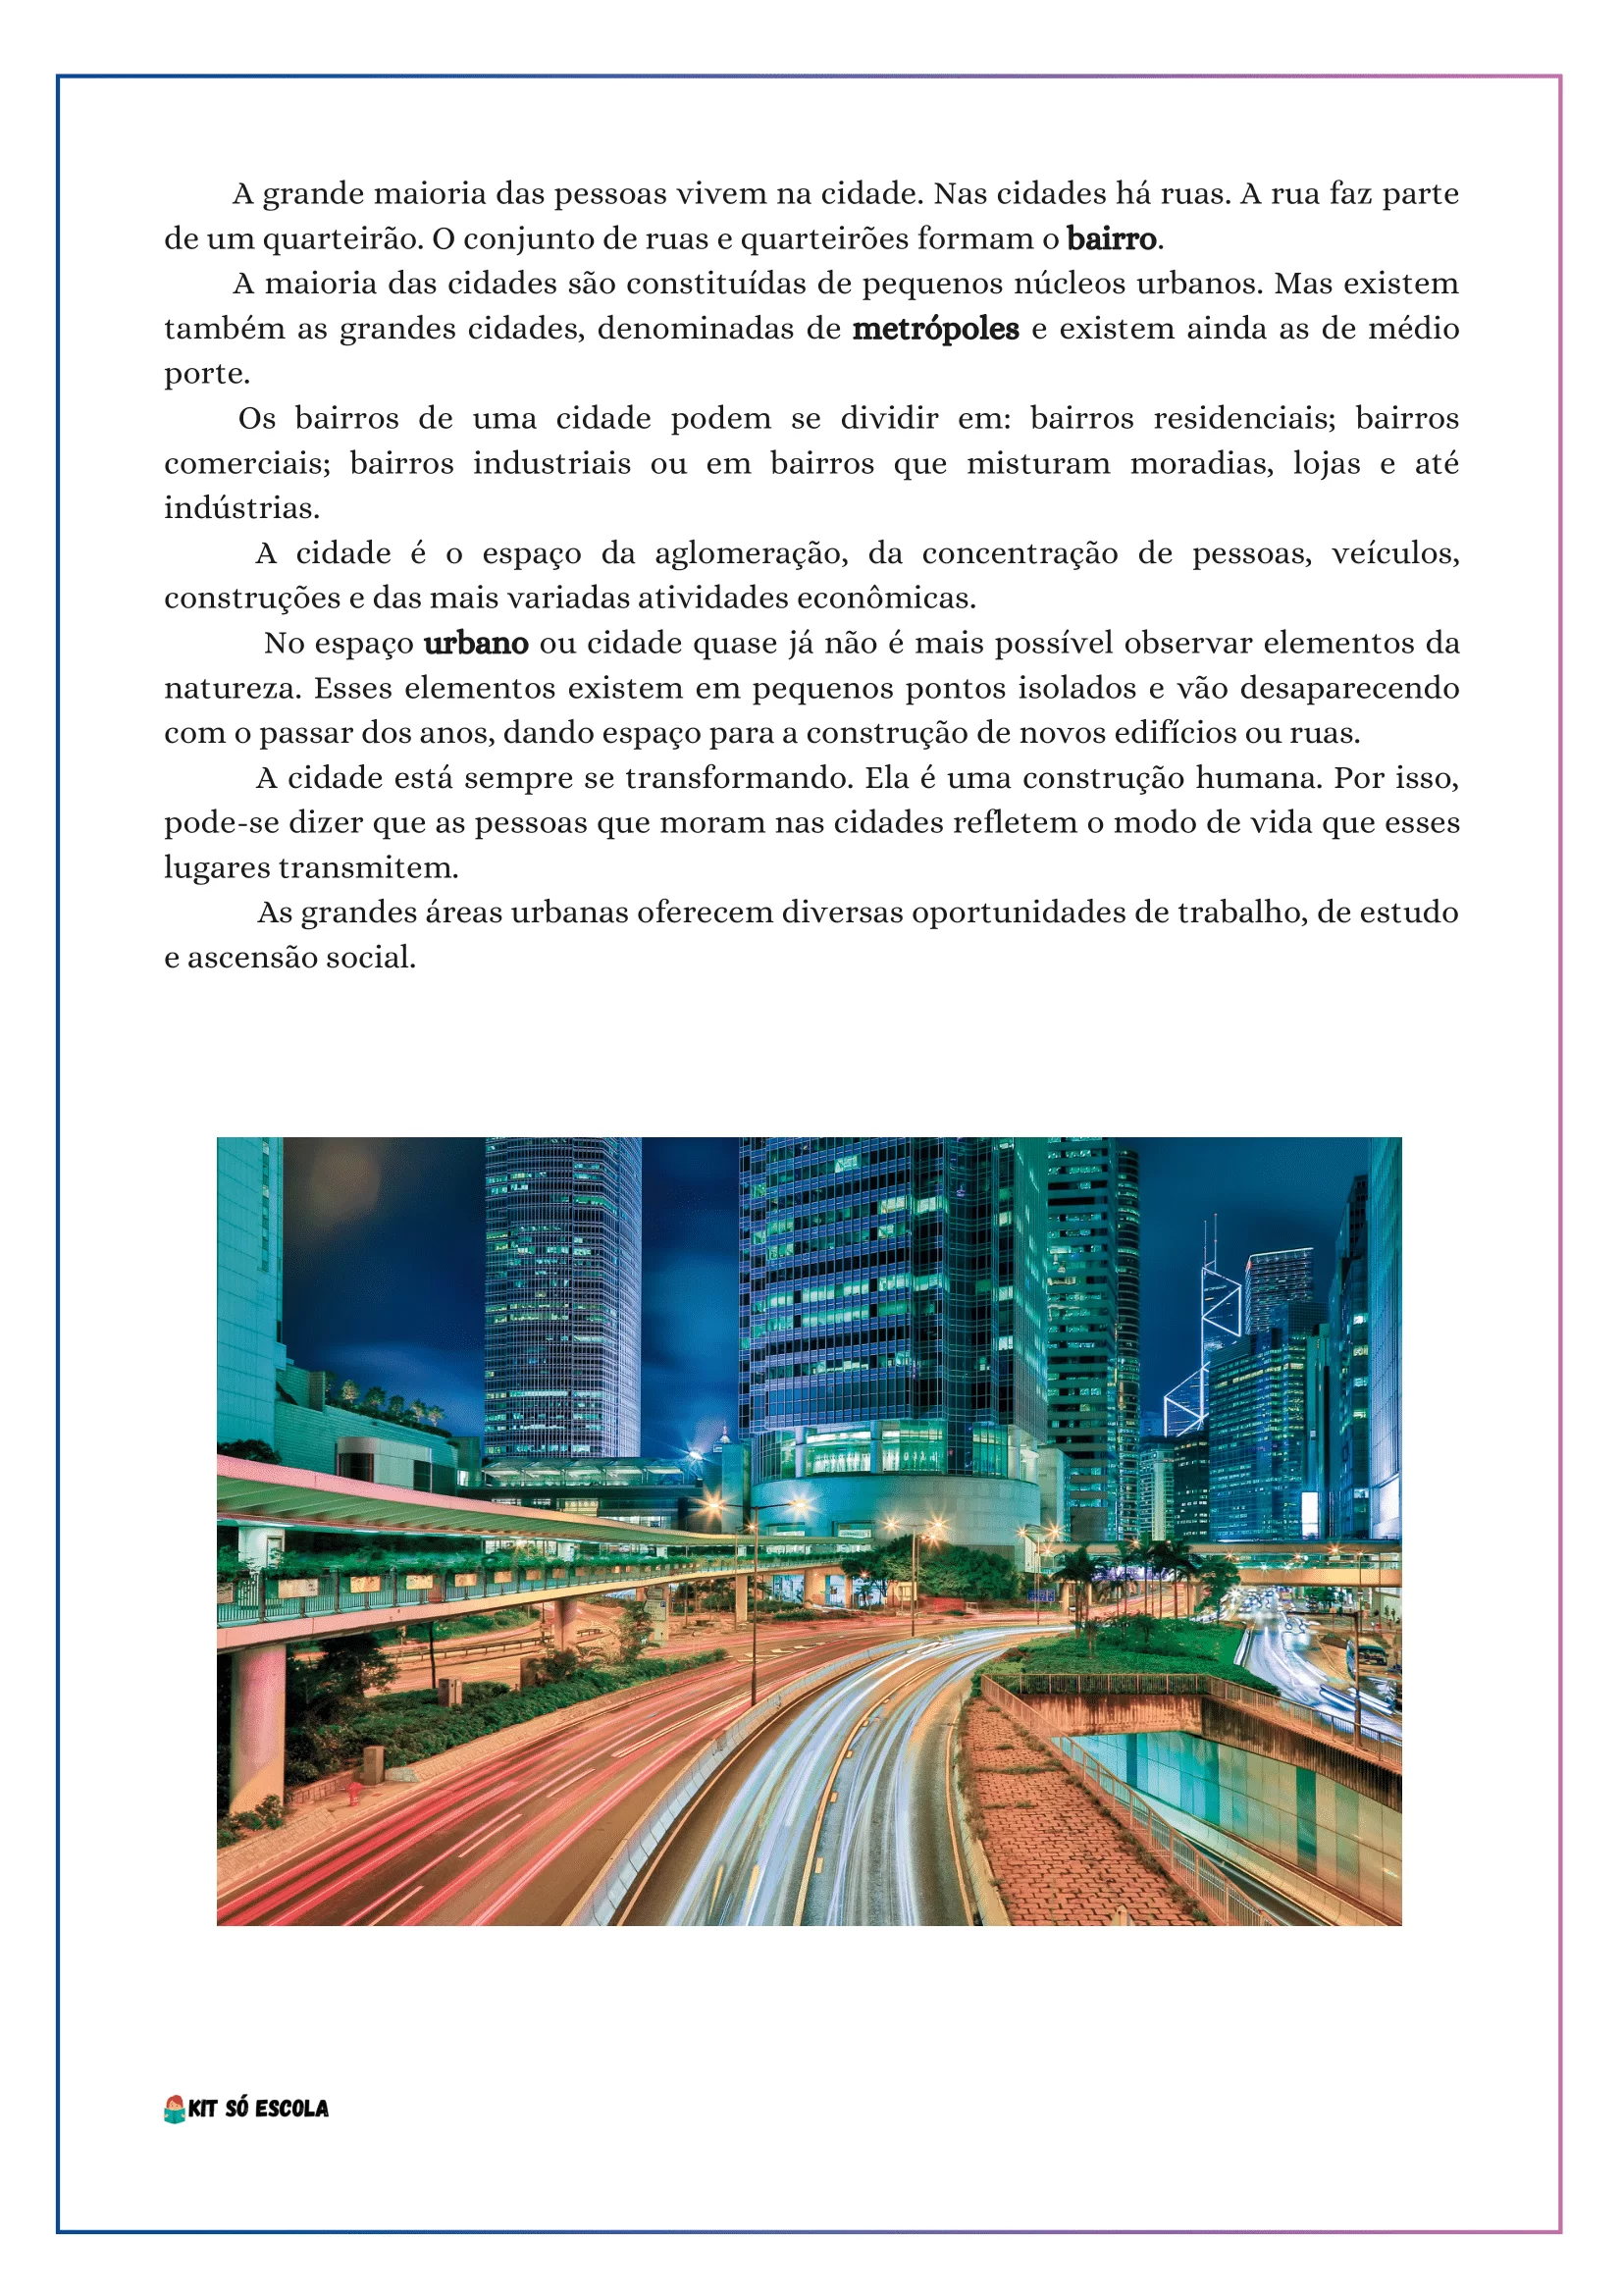 A grande maioria das pessoas vivem na cidade. Nas cidades há ruas. A rua faz parte
de um quarteirão. O conjunto de ruas e quarteirões formam o bairro.
A maioria das cidades são constituídas de pequenos núcleos urbanos. Mas existem
também as grandes cidades, denominadas de metrópoles e existem ainda as de médio
porte.
Os bairros de uma cidade podem se dividir em: bairros residenciais; bairros
comerciais; bairros industriais ou em bairros que misturam moradias, lojas e até
indústrias.
A cidade é o espaço da aglomeração, da concentração de pessoas, veículos,
construções e das mais variadas atividades econômicas.
No espaço urbano ou cidade quase já não é mais possível observar elementos da
natureza. Esses elementos existem em pequenos pontos isolados e vão desaparecendo
com o passar dos anos, dando espaço para a construção de novos edifícios ou ruas.
A cidade está sempre se transformando. Ela é uma construção humana. Por isso,
pode-se dizer que as pessoas que moram nas cidades refletem o modo de vida que esses
lugares transmitem.
As grandes áreas urbanas oferecem diversas oportunidades de trabalho, de estudo
e ascensão social.
KIT SÓ ESCOLA